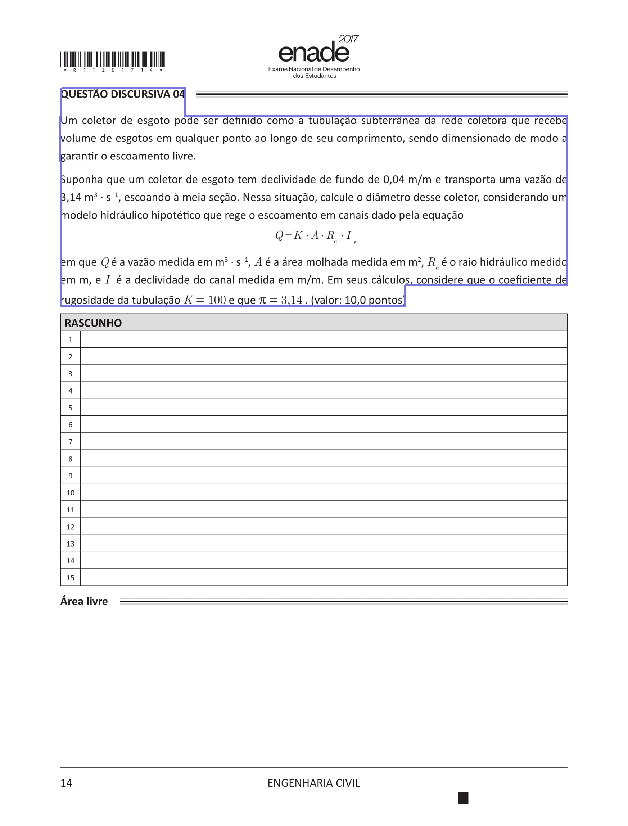 2017
enade
Exame Nacional de Desempenho
dos Estudantes
*R1420171 4*
QUESTÃO DISCURSIVA 04
Um coletor de esgoto pode ser definido como a tubulação subterrânea da rede coletora que recebe
volume de esgotos em qualquer ponto ao longo de seu comprimento, sendo dimensionado de modo a
garantir o escoamento livre.
Suponha que um coletor de esgoto tem declividade de fundo de 0,04 m/m e transporta uma vazão de
3,14 m³ · s⁻¹, escoando à meia seção. Nessa situação, calcule o diâmetro desse coletor, considerando um
modelo hidráulico hipotético que rege o escoamento em canais dado pela equação
Q = K · A · R_c · I ,
em que Q é a vazão medida em m³ · s⁻¹, A é a área molhada medida em m², R_c é o raio hidráulico medido
em m, e I é a declividade do canal medida em m/m. Em seus cálculos, considere que o coeficiente de
rugosidade da tubulação K = 100 e que π = 3,14 . (valor: 10,0 pontos)
RASCUNHO
1
2
3
4
5
6
7
8
9
10
11
12
13
14
15
Área livre
14 ENGENHARIA CIVIL